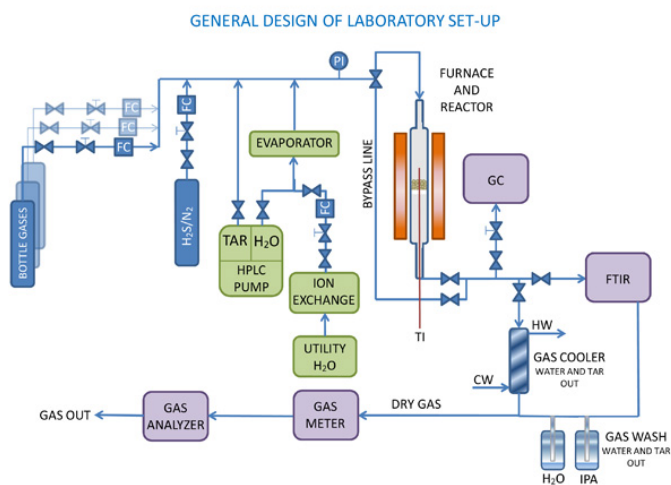 GENERAL DESIGN OF LABORATORY SET-UP
PI
FURNACE
AND
REACTOR
FC
FC
FC
FC
BOTTLE GASES
H₂S/N₂
EVAPORATOR
BYPASS LINE
GC
TAR
H₂O
HPLC
PUMP
FC
ION
EXCHANGE
UTILITY
H₂O
FTIR
TI
HW
GAS COOLER
WATER AND TAR
OUT
CW
GAS OUT
GAS
ANALYZER
GAS
METER
DRY GAS
GAS WASH
WATER AND TAR
OUT
H₂O
IPA